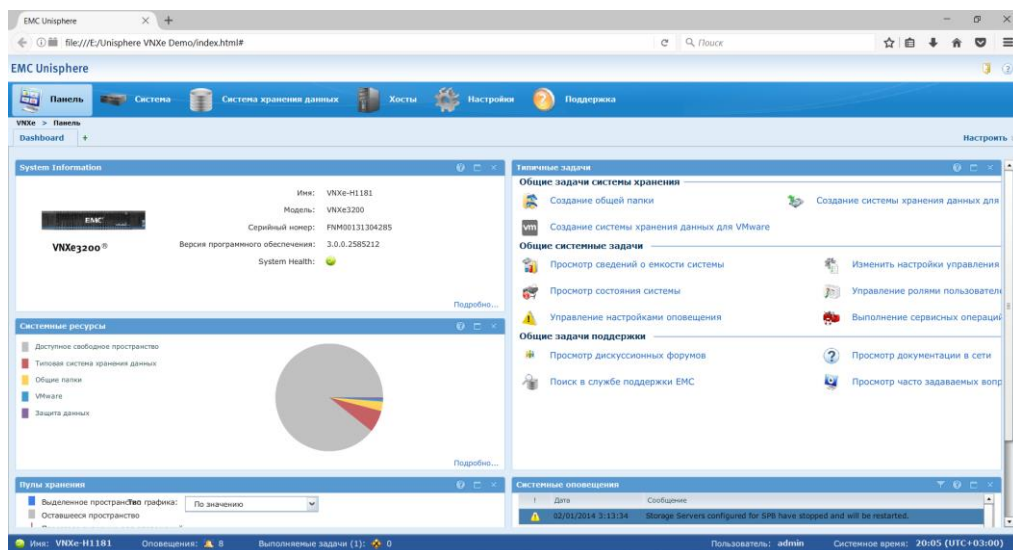 EMC Unisphere
file:///E:/Unisphere VNXe Demo/index.html#
Поиск
EMC Unisphere
Панель Система Система хранения данных Хосты Настройки Поддержка
VNXe > Панель
Dashboard +
Настроить
System Information
Имя: VNXe-H1181
Модель: VNXe3200
Серийный номер: FNM00131304285
Версия программного обеспечения: 3.0.0.2585212
System Health:
EMC
VNXe3200®
Подробно...
Системные ресурсы
Доступное свободное пространство
Типовая система хранения данных
Общие папки
VMware
Защита данных
Подробно...
Пулы хранения
Выделенное пространство графика: По значению
Оставшееся пространство
Типичные задачи
Общие задачи системы хранения
Создание общей папки
Создание системы хранения данных для
vm Создание системы хранения данных для VMware
Общие системные задачи
Просмотр сведений о емкости системы
Изменить настройки управления
Просмотр состояния системы
Управление ролями пользовател
Управление настройками оповещения
Выполнение сервисных операций
Общие задачи поддержки
Просмотр дискуссионных форумов
Просмотр документации в сети
Поиск в службе поддержки EMC
Просмотр часто задаваемых вопр
Системные оповещения
! Дата Сообщение
02/01/2014 3:13:34 Storage Servers configured for SPB have stopped and will be restarted.
Имя: VNXe-H1181 Оповещения: 8 Выполняемые задачи (1): 0 Пользователь: admin Системное время: 20:05 (UTC+03:00)